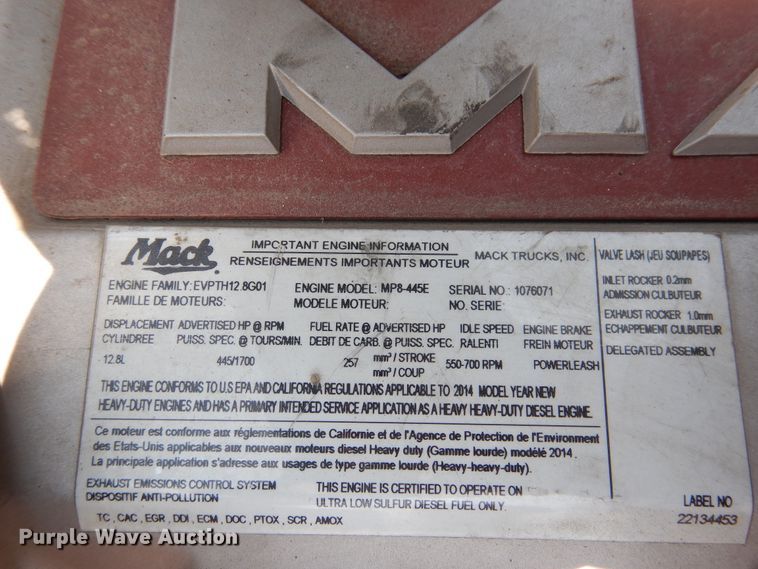 MA
Mack
IMPORTANT ENGINE INFORMATION
RENSEIGNEMENTS IMPORTANTS MOTEUR
MACK TRUCKS, INC.
ENGINE FAMILY:EVPTH12.8G01
FAMILLE DE MOTEURS:
ENGINE MODEL: MP8-445E
MODELE MOTEUR:
SERIAL NO.: 1076071
NO. SERIE:
DISPLACEMENT ADVERTISED HP @ RPM FUEL RATE @ ADVERTISED HP IDLE SPEED ENGINE BRAKE
CYLINDREE PUISS. SPEC. @ TOURS/MIN. DEBIT DE CARB. @ PUISS. SPEC. RALENTI FREIN MOTEUR
12.8L 445/1700 257 mm³ / STROKE 550-700 RPM POWERLEASH
mm³ / COUP
THIS ENGINE CONFORMS TO U.S EPA AND CALIFORNIA REGULATIONS APPLICABLE TO 2014 MODEL YEAR NEW
HEAVY-DUTY ENGINES AND HAS A PRIMARY INTENDED SERVICE APPLICATION AS A HEAVY HEAVY-DUTY DIESEL ENGINE.
Ce moteur est conforme aux réglementations de Californie et de l'Agence de Protection de l'Environment
des Etats-Unis applicables aux nouveaux moteurs diesel Heavy duty (Gamme lourde) modélé 2014 .
La principale application s'adresse aux usages de type gamme lourde (Heavy-heavy-duty).
EXHAUST EMISSIONS CONTROL SYSTEM
DISPOSITIF ANTI-POLLUTION
THIS ENGINE IS CERTIFIED TO OPERATE ON
ULTRA LOW SULFUR DIESEL FUEL ONLY.
TC , CAC , EGR , DDI , ECM , DOC , PTOX , SCR , AMOX
VALVE LASH (JEU SOUPAPES)
INLET ROCKER 0.2mm
ADMISSION CULBUTEUR
EXHAUST ROCKER 1.0mm
ECHAPPEMENT CULBUTEUR
DELEGATED ASSEMBLY
LABEL NO
22134453
Purple Wave Auction